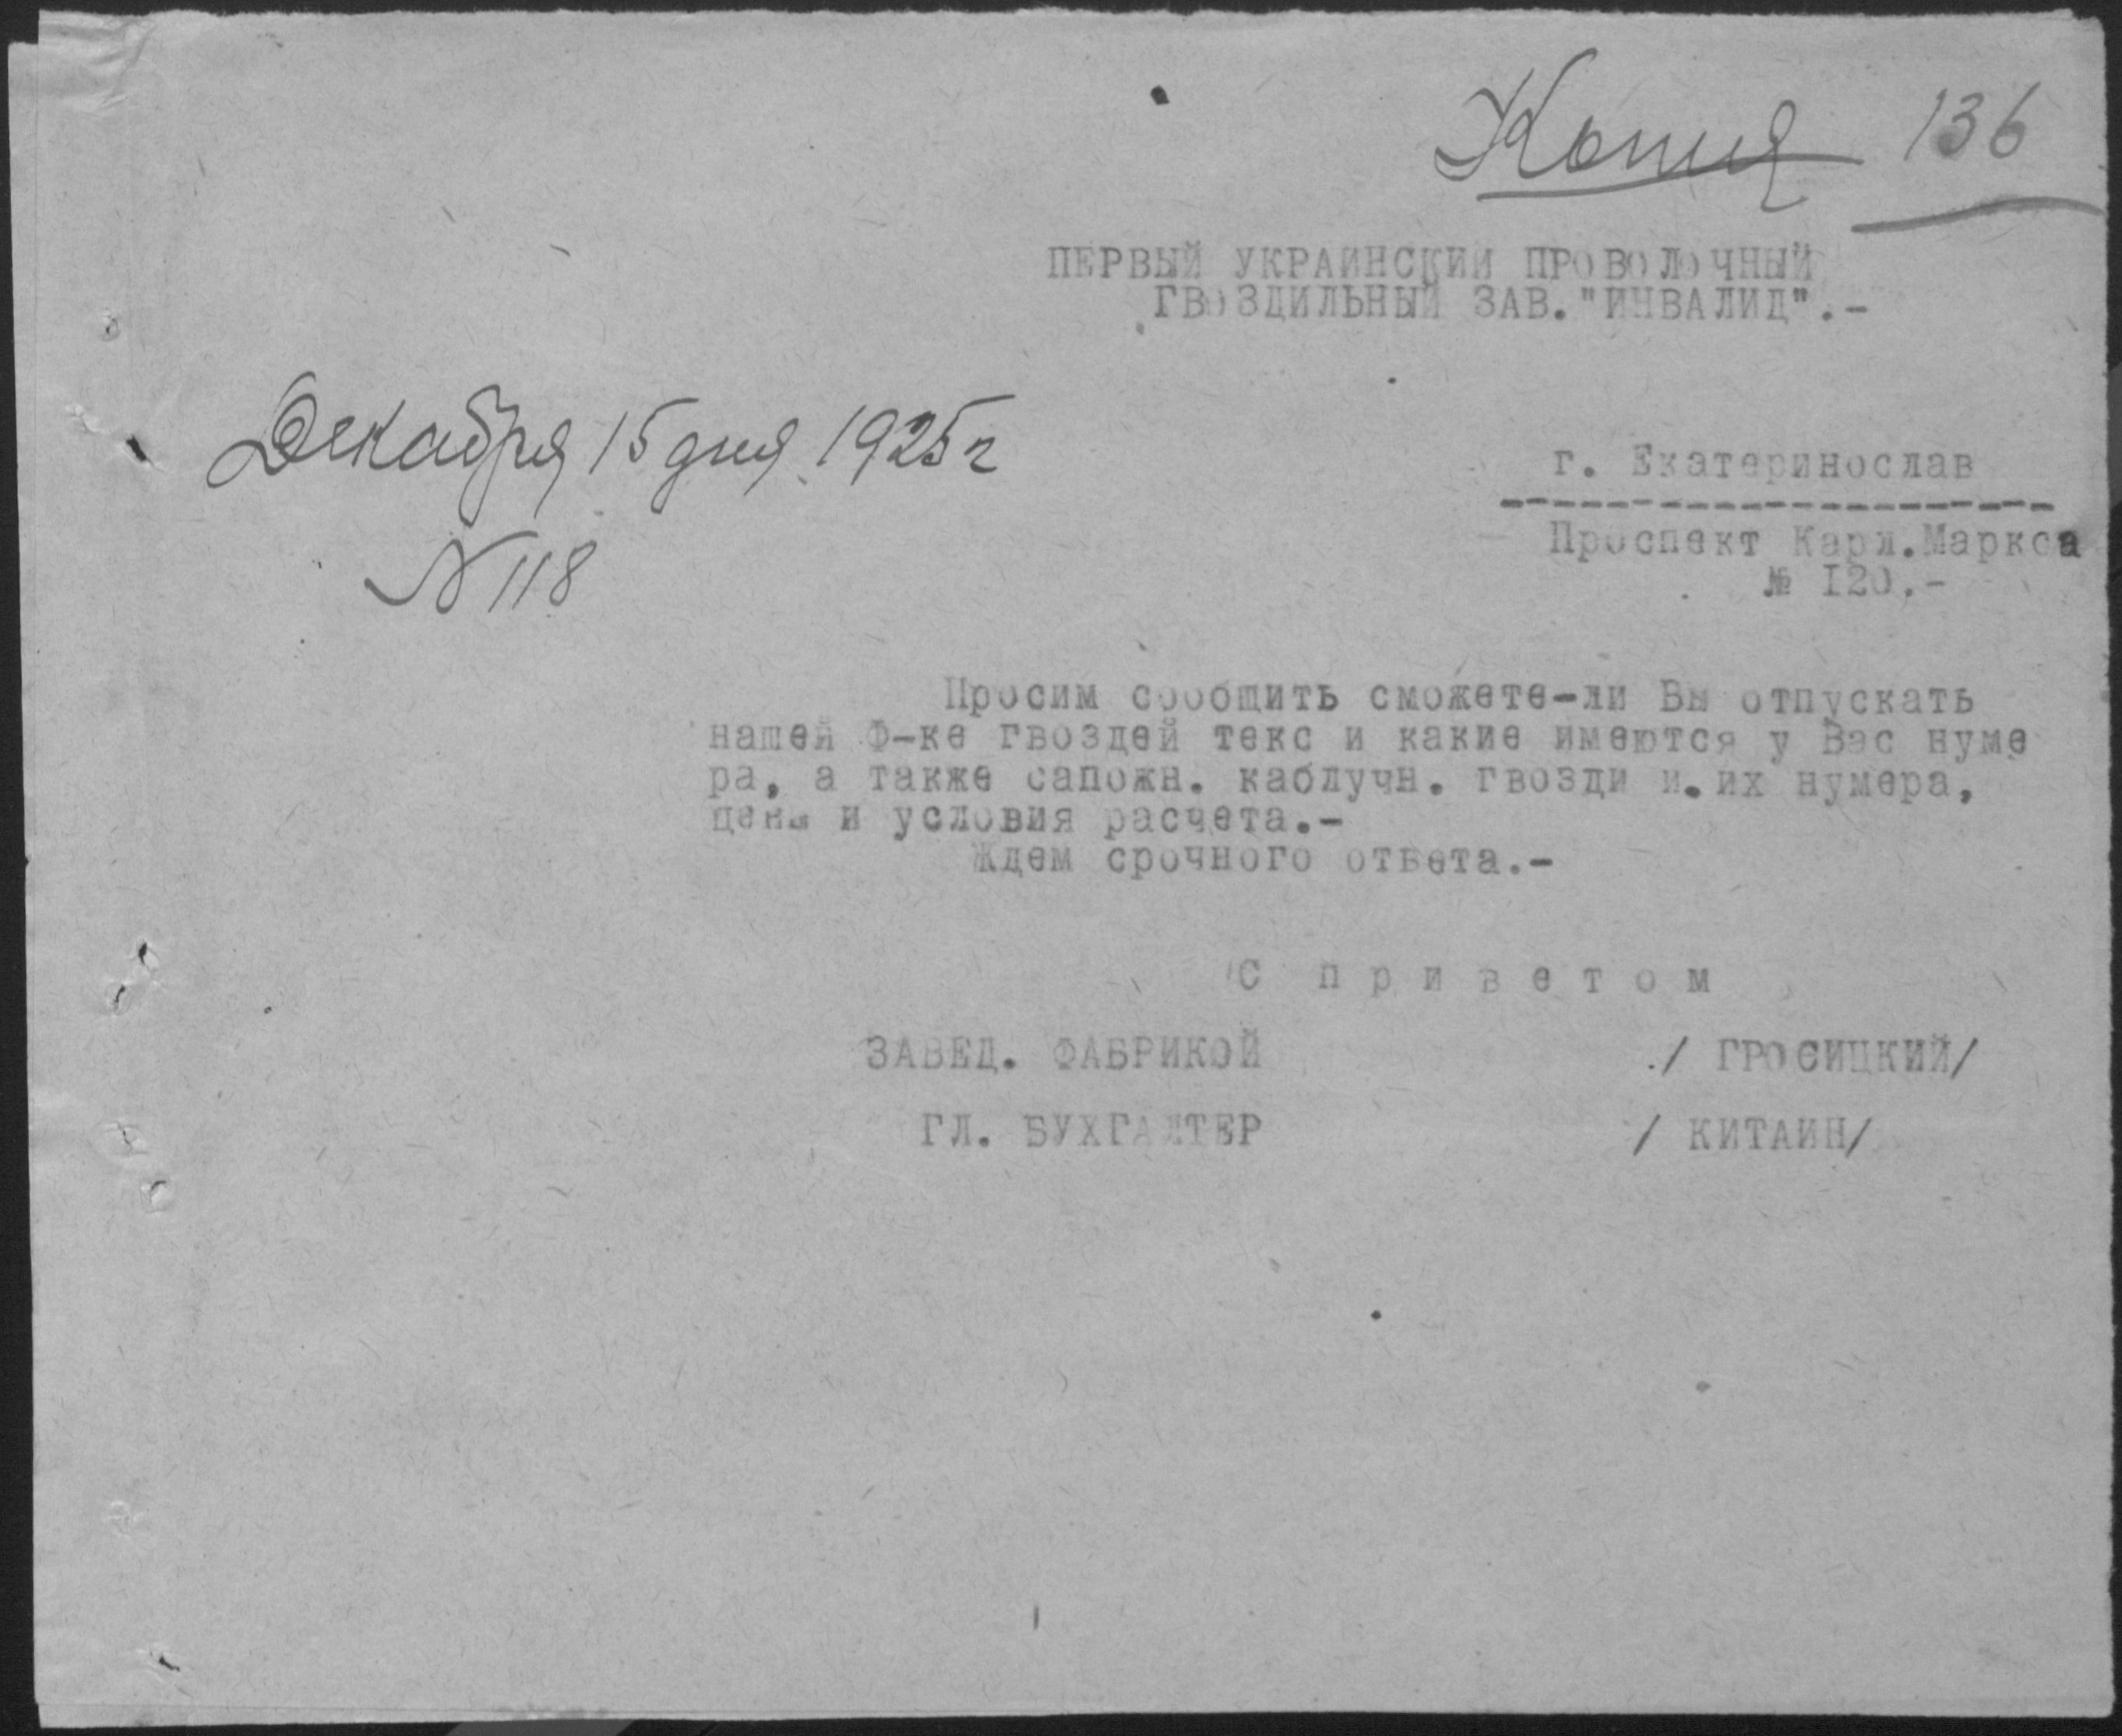 Копия 136
ПЕРВЫЙ УКРАИНСКИЙ ПРОВОЛОЧНЫЙ
ГВОЗДИЛЬНЫЙ ЗАВ. "ИНВАЛИД".-
Декабря 15 дня 1925 г
г. Екатеринослав
N 118
Проспект Карл.Маркса
№ I20.-
Просим сообщить сможете-ли Вы отпускать
нашей Ф-ке гвоздей текс и какие имеются у Вас нуме
ра, а также сапожн. каблучн. гвозди и.их нумера,
цены и условия расчета.-
Ждем срочного ответа.-
С приветом
ЗАВЕД. ФАБРИКОЙ ./ ГРОСИЦКИЙ/
ГЛ. БУХГАЛТЕР / КИТАИН/